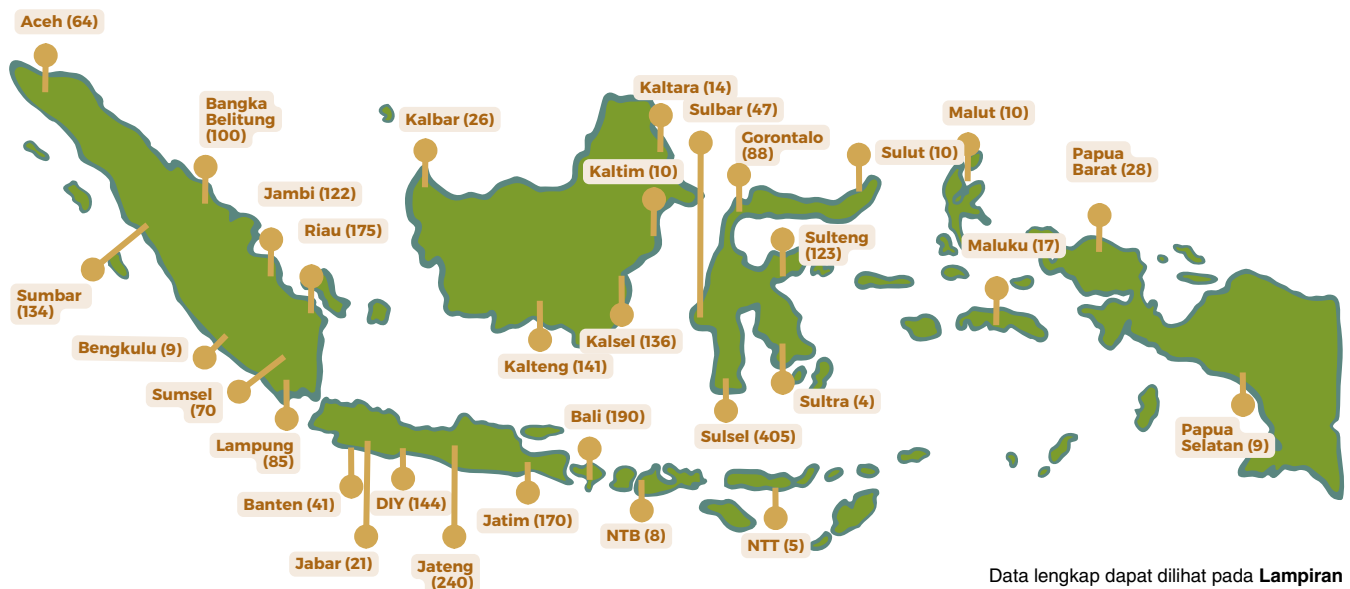 Aceh (64)
Bangka
Belitung
(100)
Jambi (122)
Riau (175)
Sumbar
(134)
Bengkulu (9)
Sumsel
(70
Lampung
(85)
Kalbar (26)
Kaltara (14)
Sulbar (47)
Gorontalo
(88)
Kaltim (10)
Sulut (10)
Malut (10)
Papua
Barat (28)
Sulteng
(123)
Maluku (17)
Kalsel (136)
Kalteng (141)
Sultra (4)
Sulsel (405)
Papua
Selatan (9)
Bali (190)
Banten (41)
DIY (144)
Jatim (170)
Jabar (21)
Jateng
(240)
NTB (8)
NTT (5)
Data lengkap dapat dilihat pada Lampiran